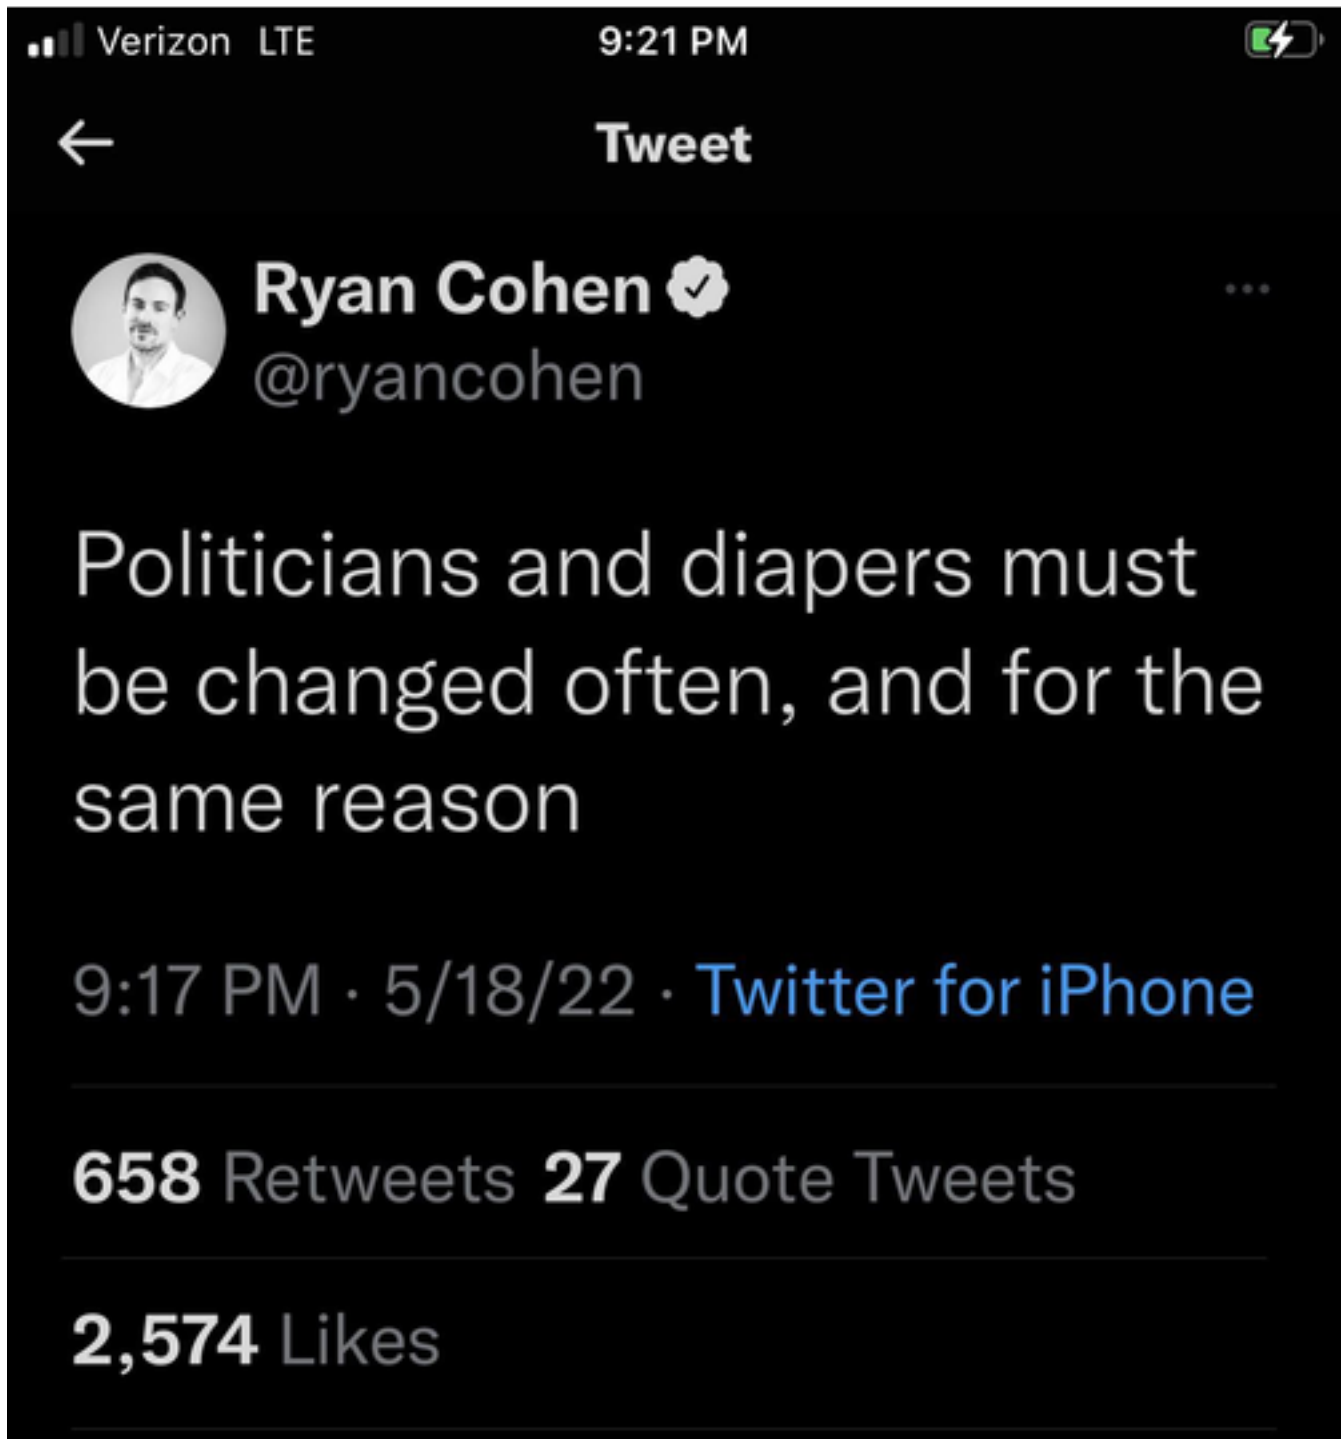 Verizon LTE 9:21 PM
Tweet
Ryan Cohen
@ryancohen
Politicians and diapers must
be changed often, and for the
same reason
9:17 PM · 5/18/22 · Twitter for iPhone
658 Retweets 27 Quote Tweets
2,574 Likes